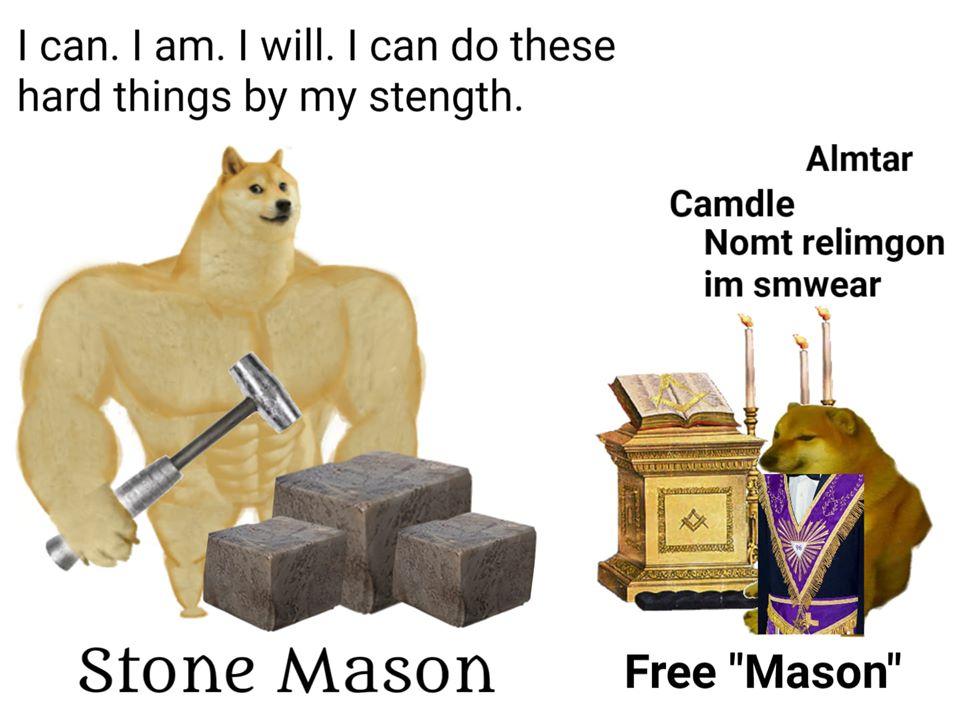 I can. I am. I will. I can do these
hard things by my stength.
Almtar
Camdle
Nomt relimgon
im smwear
Stone Mason
Free "Mason"